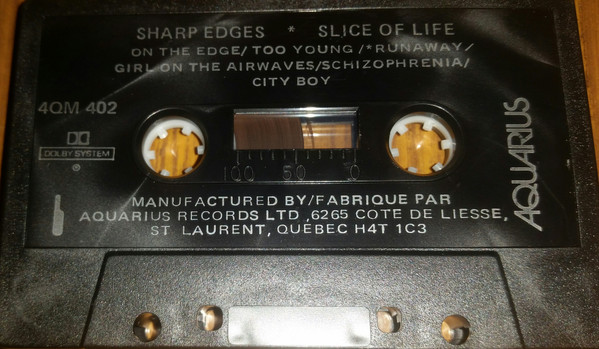 SHARP EDGES * SLICE OF LIFE
ON THE EDGE/TOO YOUNG/*RUNAWAY/
GIRL ON THE AIRWAVES/SCHIZOPHRENIA/
CITY BOY
4QM 402
DOLBY SYSTEM
®
100 50 0
AQUARIUS
MANUFACTURED BY/FABRIQUE PAR
AQUARIUS RECORDS LTD ,6265 COTE DE LIESSE,
ST LAURENT, QUEBEC H4T 1C3